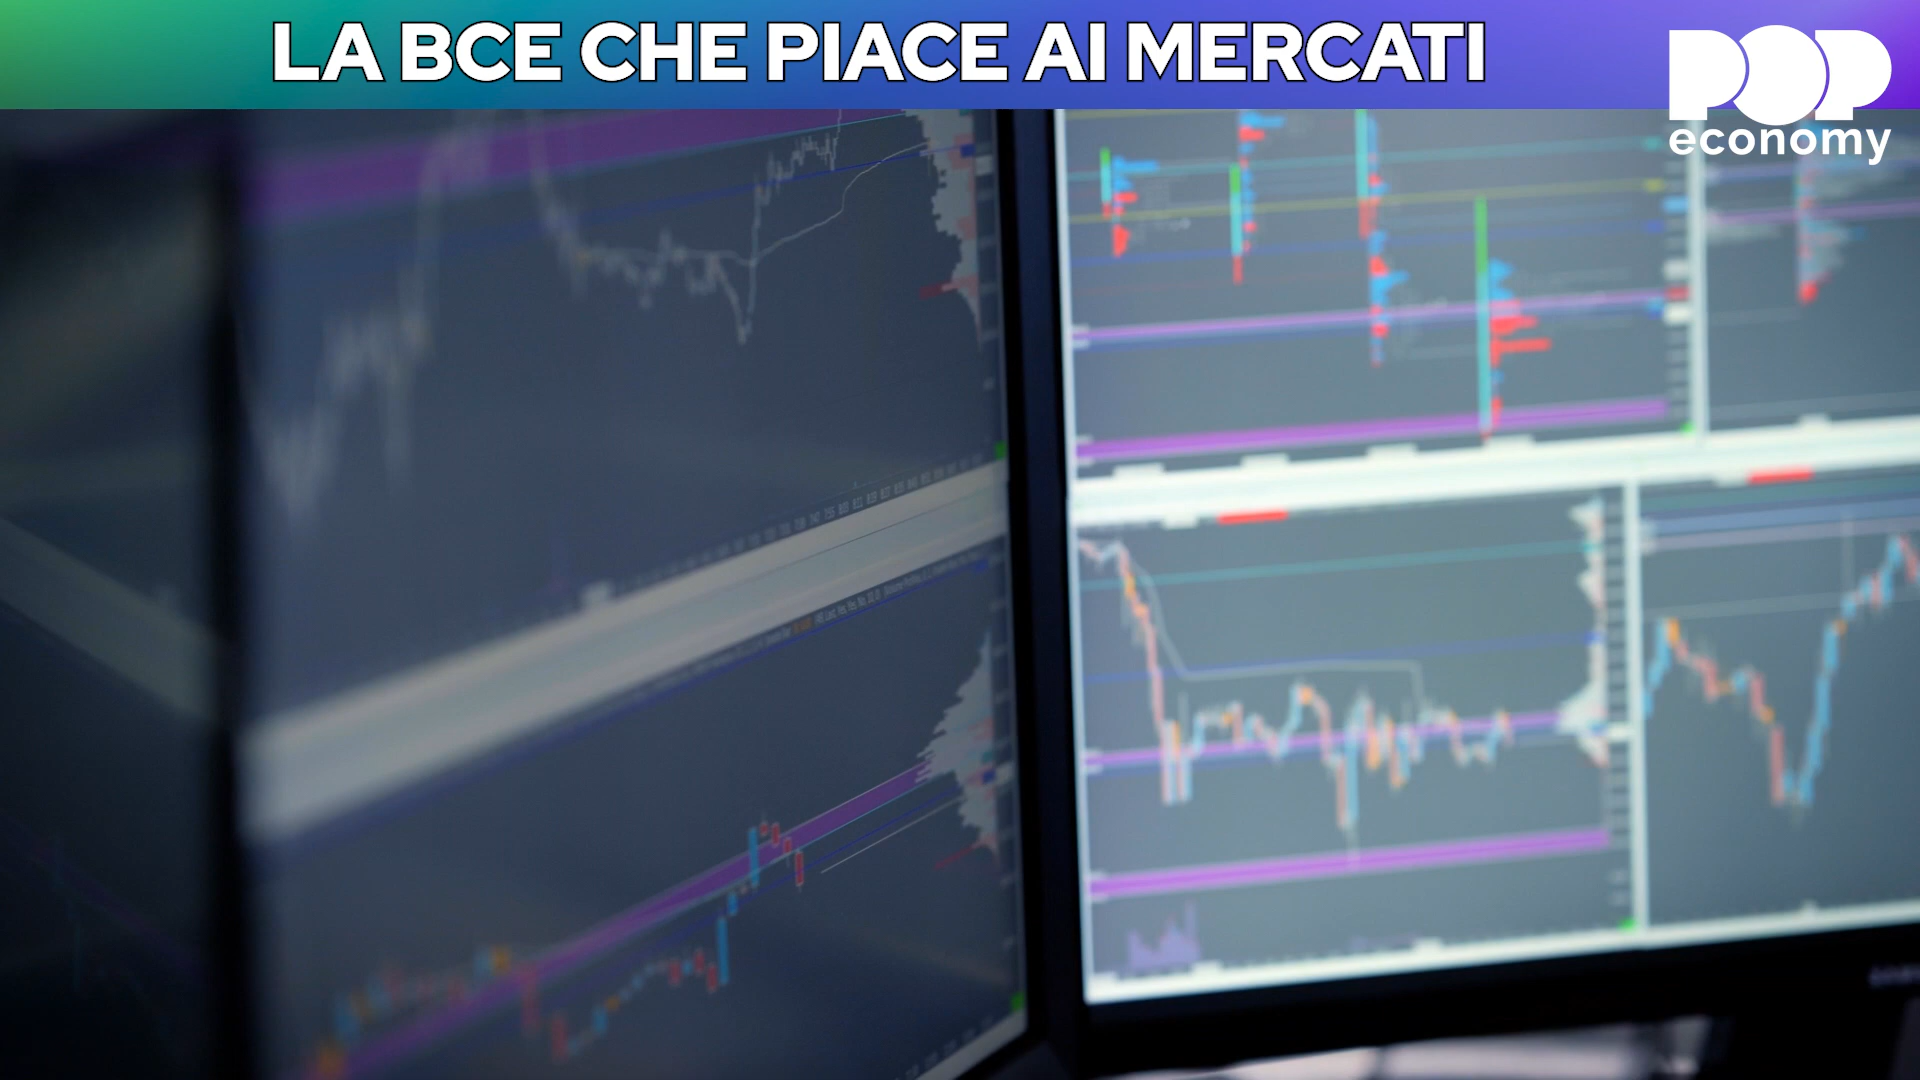 LA BCE CHE PIACE AI MERCATI
POP
economy